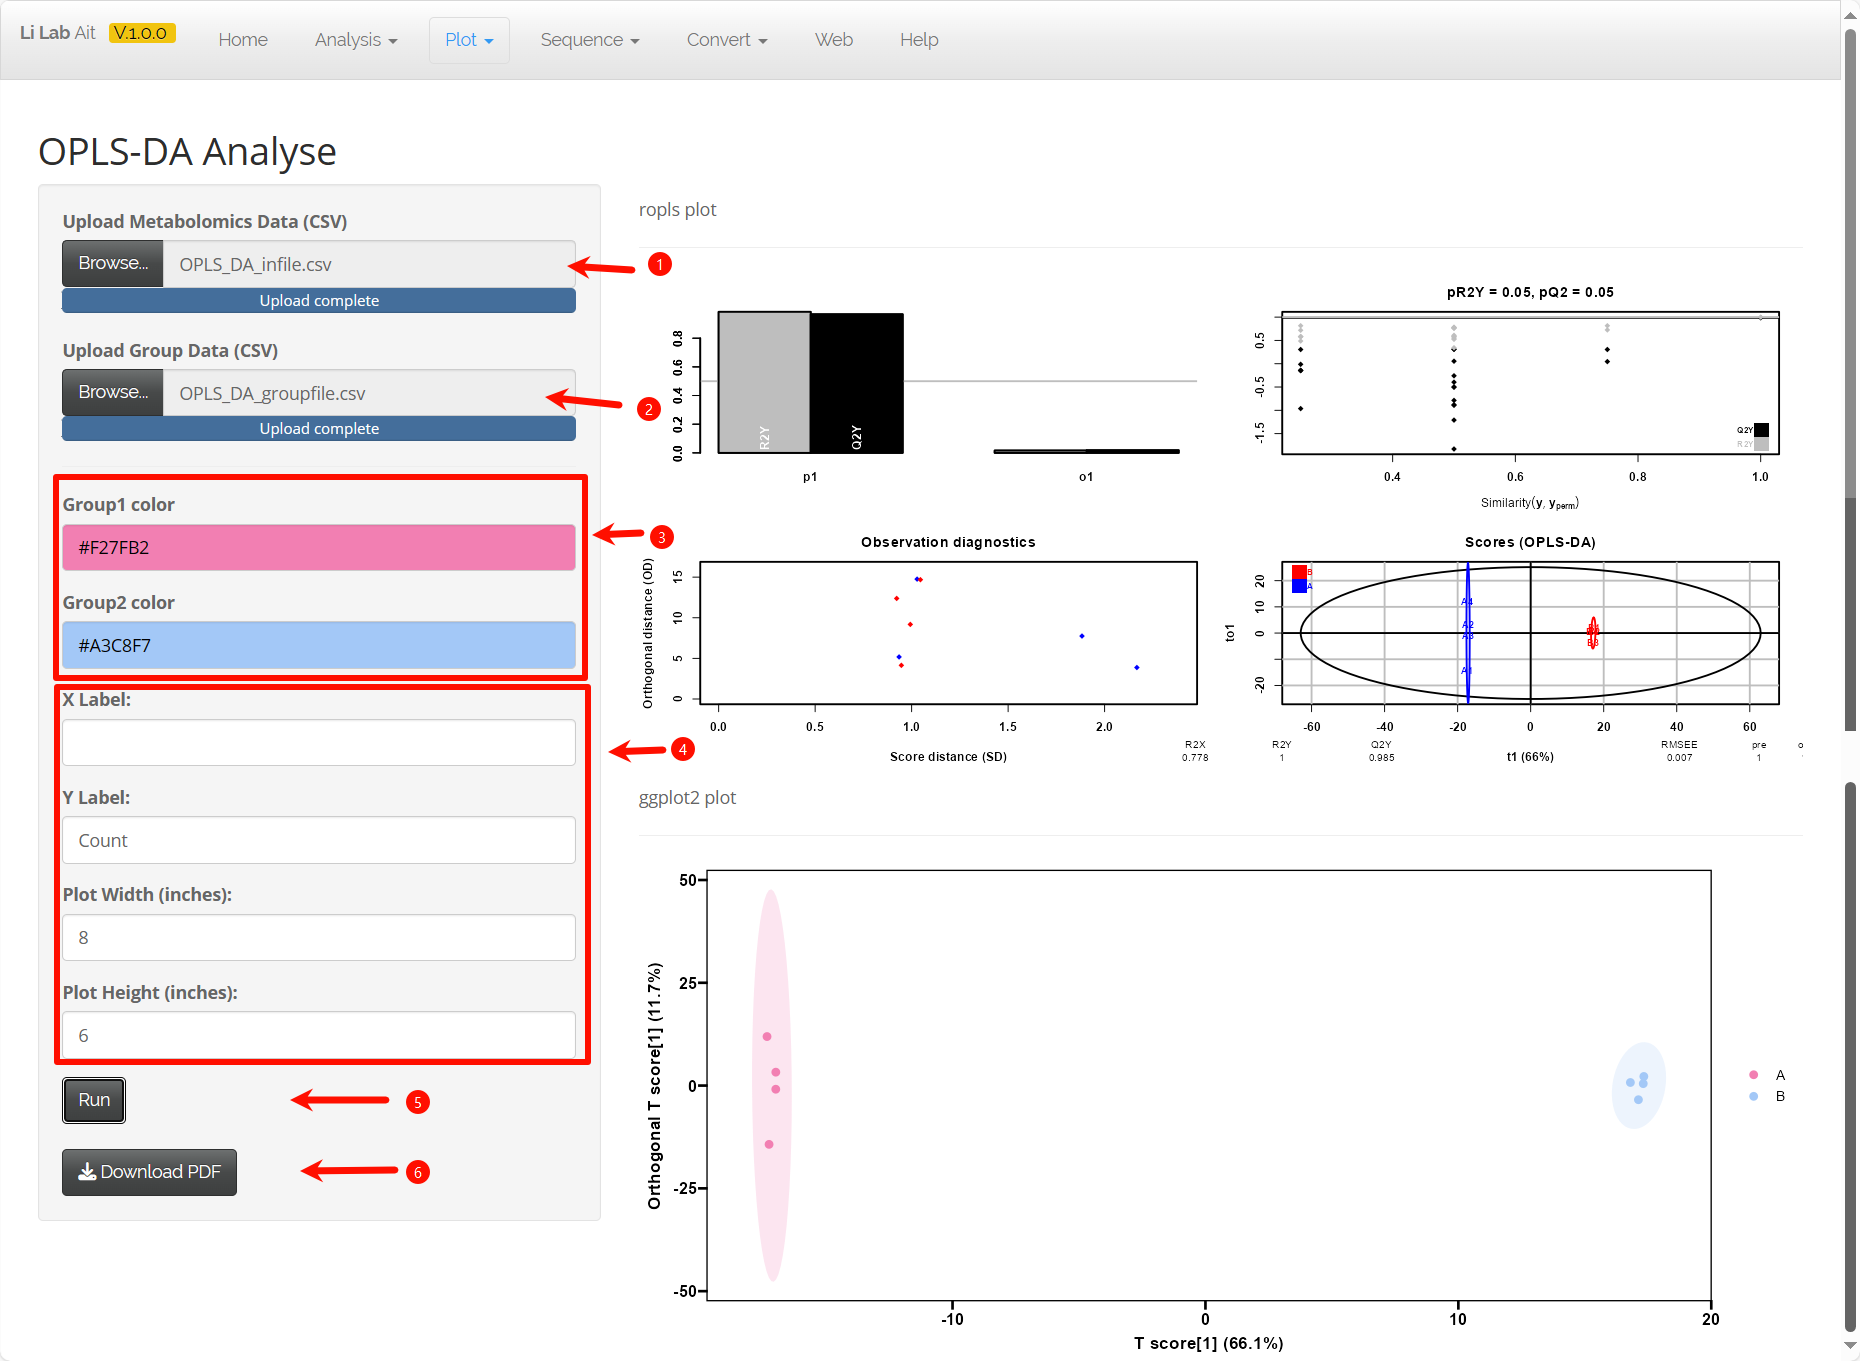 Li Lab Ait V.1.0.0 Home Analysis Plot Sequence Convert Web Help
OPLS-DA Analyse
Upload Metabolomics Data (CSV)
Browse... OPLS_DA_infile.csv
Upload complete
1
Upload Group Data (CSV)
Browse... OPLS_DA_groupfile.csv
Upload complete
2
Group1 color
#F27FB2
3
Group2 color
#A3C8F7
X Label:
4
Y Label:
Count
Plot Width (inches):
8
Plot Height (inches):
6
Run
5
Download PDF
6
ropls plot
0.0 0.2 0.4 0.6 0.8
R2Y Q2Y
p1 o1
pR2Y = 0.05, pQ2 = 0.05
0.5
-0.5
-1.5
Q2Y
R2Y
0.4 0.6 0.8 1.0
Similarity(y, yperm)
Observation diagnostics
Orthogonal distance (OD)
15
10
5
0
0.0 0.5 1.0 1.5 2.0
Score distance (SD)
Scores (OPLS-DA)
B
A
to1
20
10
0
-20
A4
A2
A3
A1
B3
-60 -40 -20 0 20 40 60
t1 (66%)
R2X R2Y Q2Y RMSEE pre o
0.778 1 0.985 0.007 1
ggplot2 plot
Orthogonal T score[1] (11.7%)
50
25
0
-25
-50
-10 0 10 20
T score[1] (66.1%)
A
B